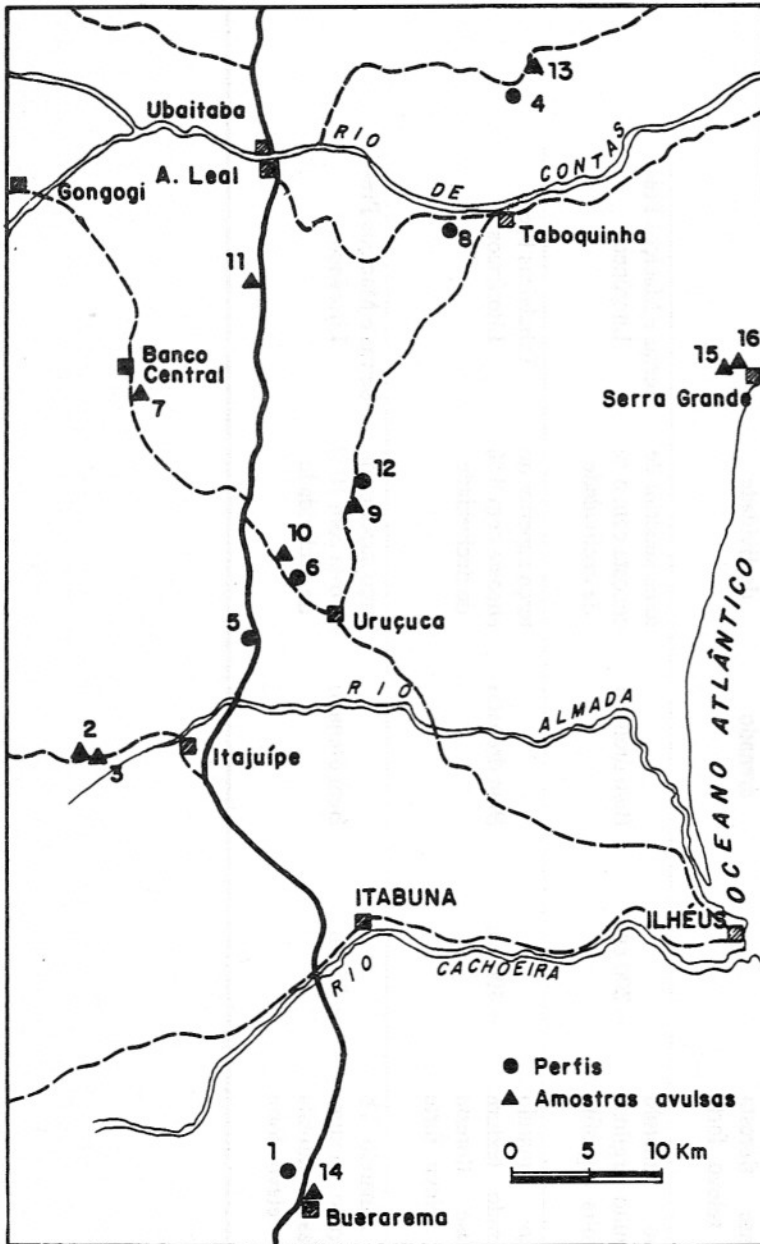 13
4
Ubaitaba
RIO
DE
CONTAS
A. Leal
Gongogi
8
Taboquinha
11
Banco
Central
7
15
16
Serra Grande
12
9
10
6
5
Uruçuca
RIO
ALMADA
OCEANO ATLÂNTICO
2
3
Itajuípe
ITABUNA
ILHÉUS
RIO
CACHOEIRA
Perfis
Amostras avulsas
0 5 10 Km
1
14
Buerarema